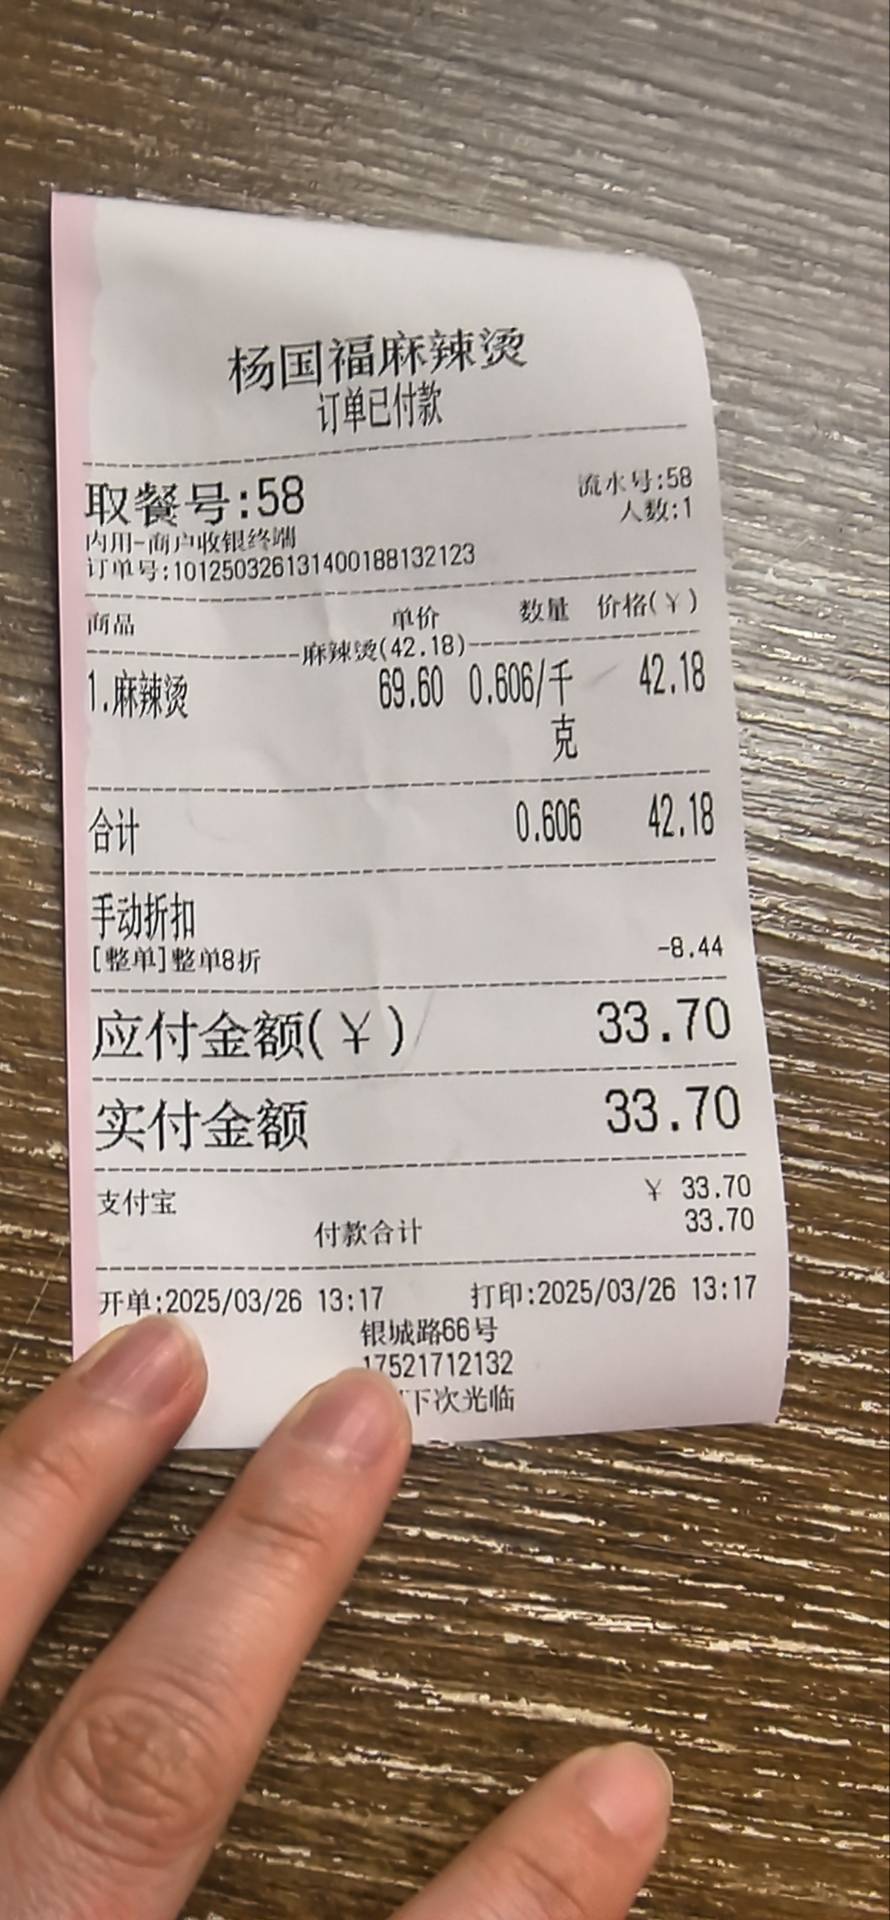 杨国福麻辣烫
订单已付款
取餐号:58 流水号:58
人数:1
内用-商户收银终端
订单号:101250326131400188132123
商品 单价 数量 价格(¥)
麻辣烫(42.18)
1.麻辣烫 69.60 0.606/千克 42.18
合计 0.606 42.18
手动折扣
[整单]整单8折 -8.44
应付金额(¥) 33.70
实付金额 33.70
支付宝 ¥ 33.70
付款合计 33.70
开单:2025/03/26 13:17 打印:2025/03/26 13:17
银城路66号
17521712132
下次光临